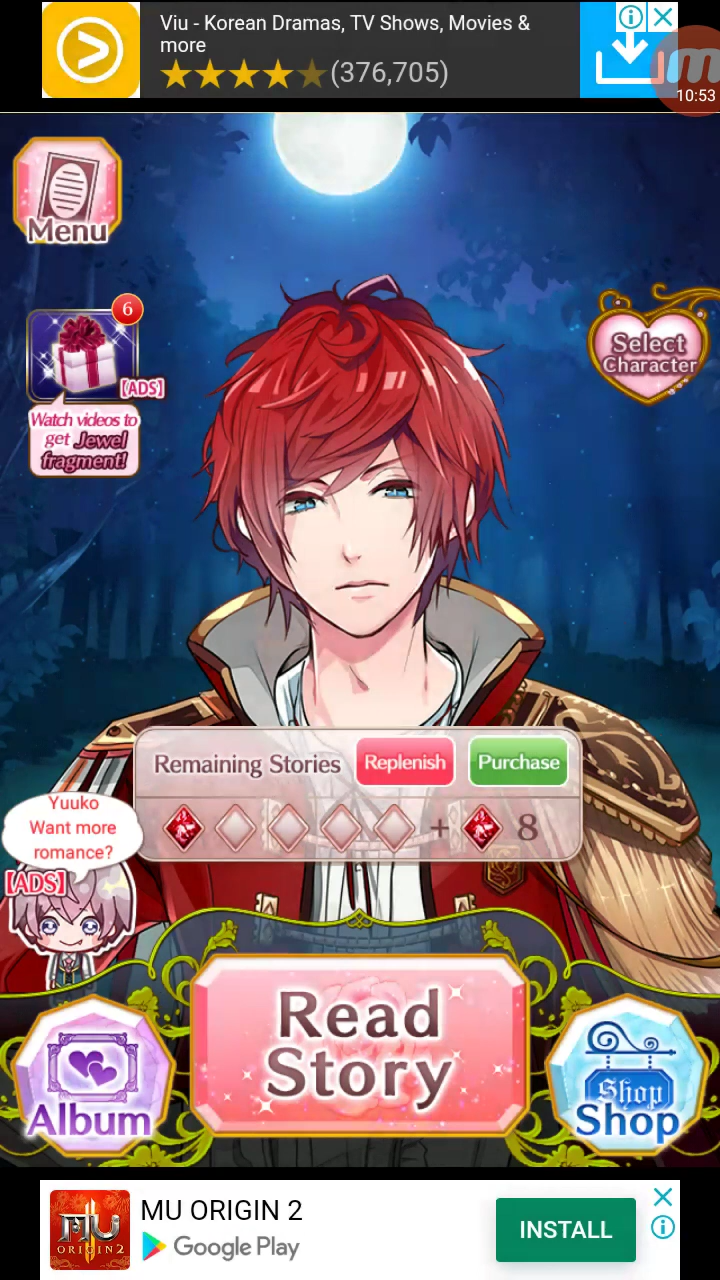 Viu - Korean Dramas, TV Shows, Movies &
more
(376,705)
m
10:53
Menu
6
[ADS]
Watch videos to
get Jewel
fragment!
Select
Character
Remaining Stories
Replenish
Purchase
+ 8
Yuuko
Want more
romance?
[ADS]
Read
Story
Album
Shop
Shop
MU
ORIGIN2
MU ORIGIN 2
Google Play
INSTALL